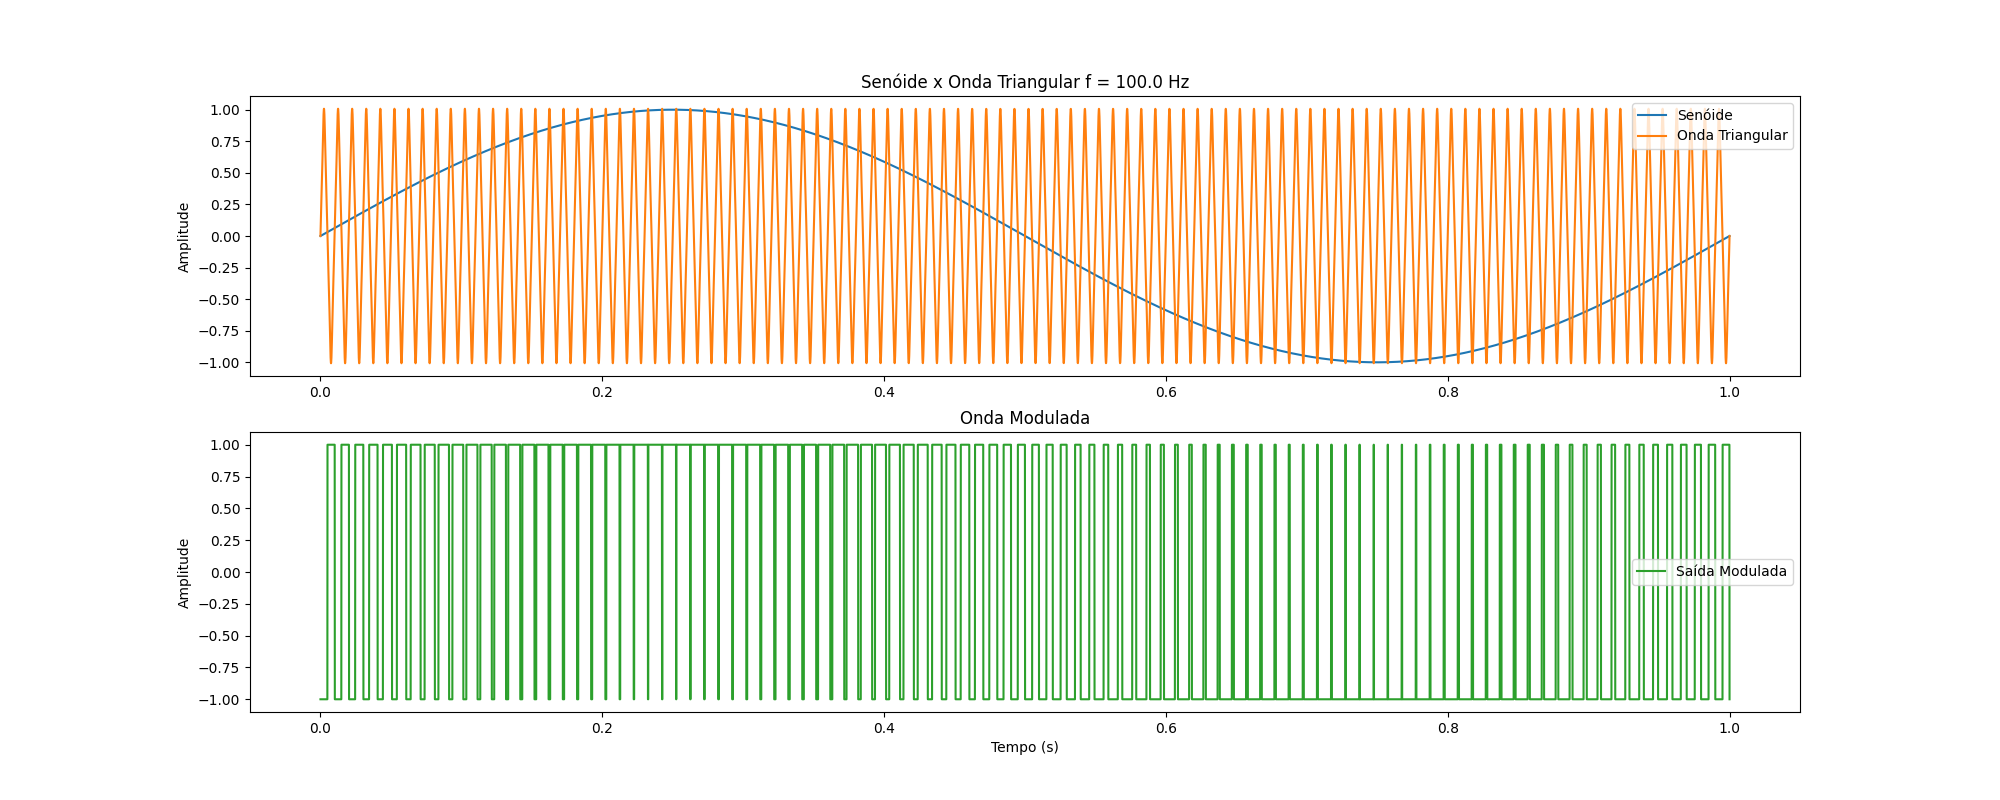 Senóide x Onda Triangular f = 100.0 Hz
Amplitude
1.00
0.75
0.50
0.25
0.00
−0.25
−0.50
−0.75
−1.00
Senóide
Onda Triangular
0.0 0.2 0.4 0.6 0.8 1.0
Onda Modulada
Amplitude
1.00
0.75
0.50
0.25
0.00
−0.25
−0.50
−0.75
−1.00
Saída Modulada
0.0 0.2 0.4 0.6 0.8 1.0
Tempo (s)